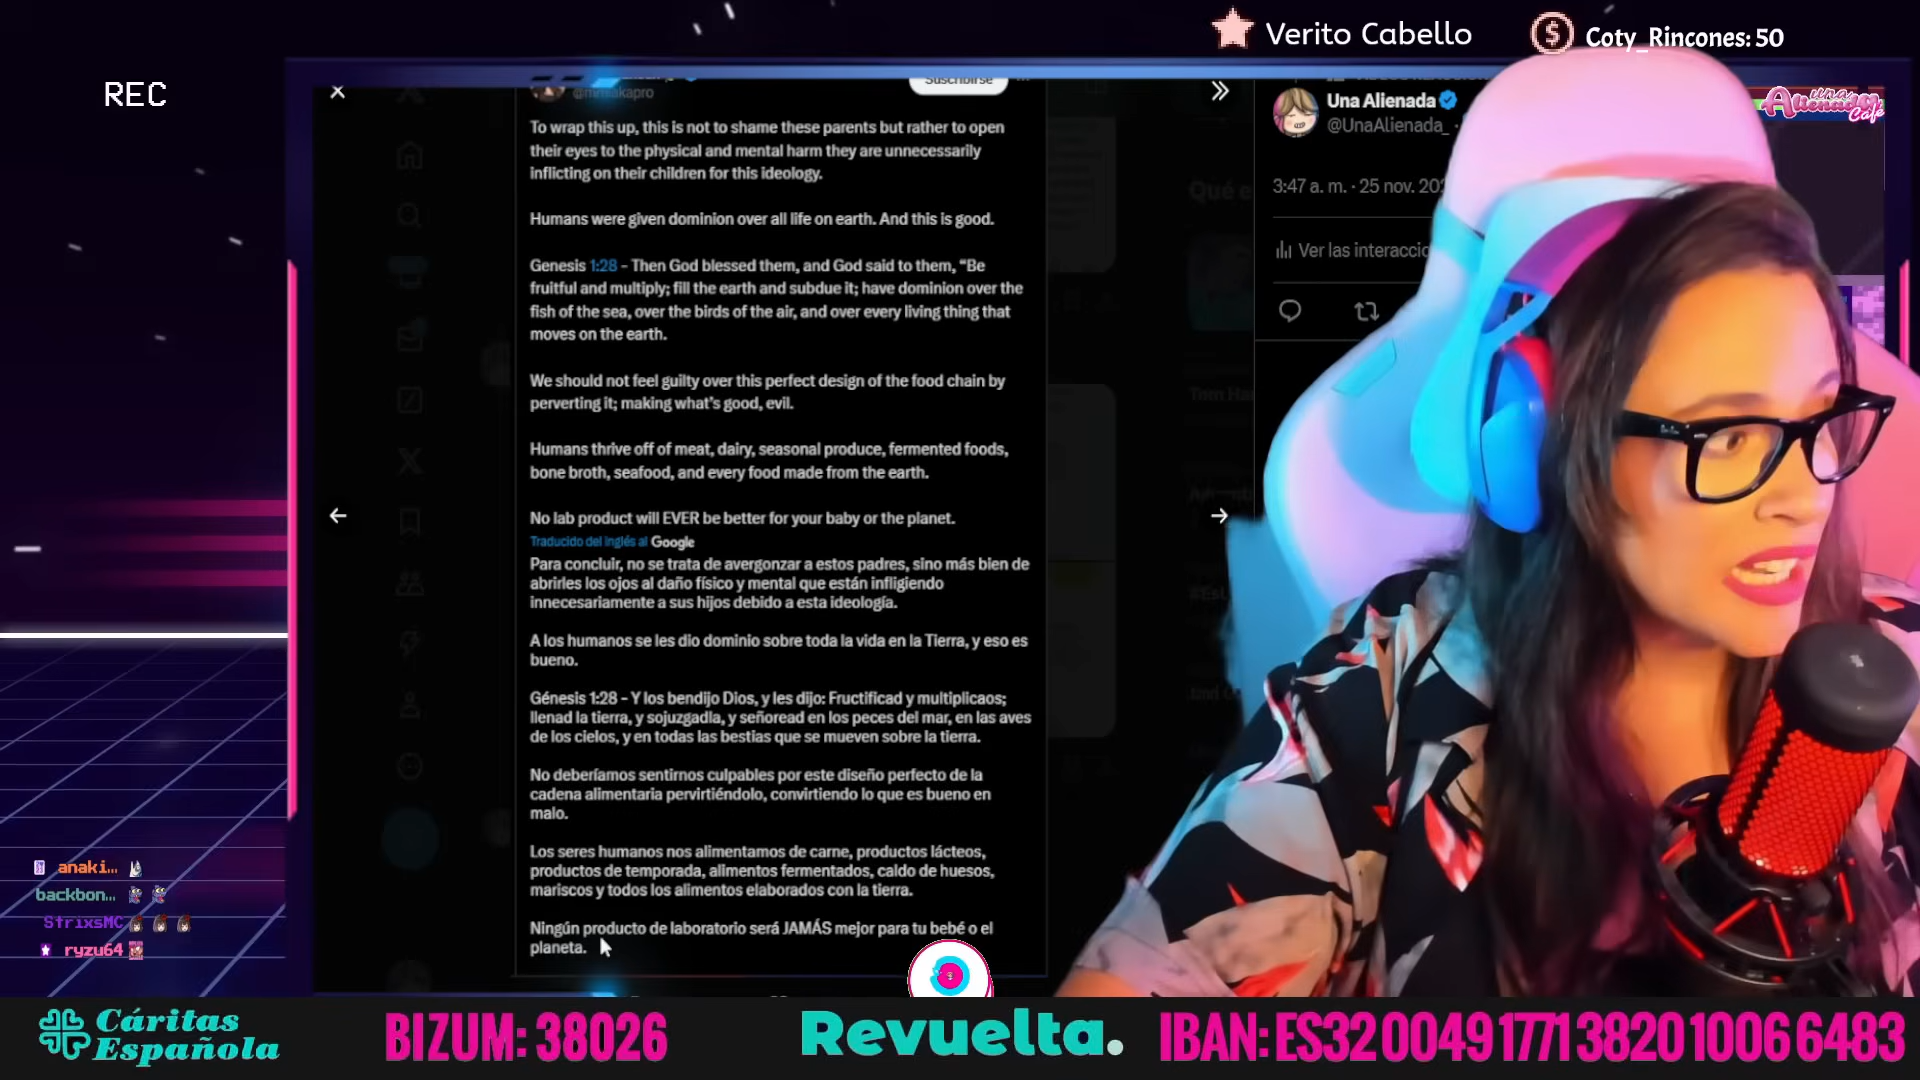 Verito Cabello
Coty_Rincones: 50
REC
Suscribirse
To wrap this up, this is not to shame these parents but rather to open
their eyes to the physical and mental harm they are unnecessarily
inflicting on their children for this ideology.
Humans were given dominion over all life on earth. And this is good.
Genesis 1:28 - Then God blessed them, and God said to them, “Be
fruitful and multiply; fill the earth and subdue it; have dominion over the
fish of the sea, over the birds of the air, and over every living thing that
moves on the earth.
We should not feel guilty over this perfect design of the food chain by
perverting it; making what’s good, evil.
Humans thrive off of meat, dairy, seasonal produce, fermented foods,
bone broth, seafood, and every food made from the earth.
No lab product will EVER be better for your baby or the planet.
Traducido del inglés al Google
Para concluir, no se trata de avergonzar a estos padres, sino más bien de
abrirles los ojos al daño físico y mental que están infligiendo
innecesariamente a sus hijos debido a esta ideología.
A los humanos se les dio dominio sobre toda la vida en la Tierra, y eso es
bueno.
Génesis 1:28 - Y los bendijo Dios, y les dijo: Fructificad y multiplicaos;
llenad la tierra, y sojuzgadla, y señoread en los peces del mar, en las aves
de los cielos, y en todas las bestias que se mueven sobre la tierra.
No deberíamos sentirnos culpables por este diseño perfecto de la
cadena alimentaria pervirtiéndolo, convirtiendo lo que es bueno en
malo.
Los seres humanos nos alimentamos de carne, productos lácteos,
productos de temporada, alimentos fermentados, caldo de huesos,
mariscos y todos los alimentos elaborados con la tierra.
Ningún producto de laboratorio será JAMÁS mejor para tu bebé o el
planeta.
Qué e
Una Alienada
@UnaAlienada_ ·
3:47 a. m. · 25 nov. 20
Ver las interaccio
una
Alienada
Café
anaki...
backbon...
StrixsMC
ryzu64
Cáritas
Española
BIZUM: 38026
Revuelta.
IBAN: ES32 0049 1771 3820 1006 6483